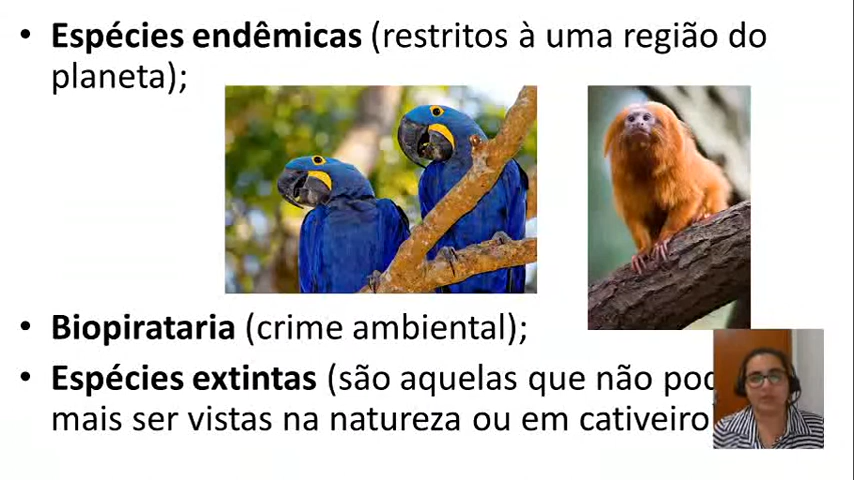 • Espécies endêmicas (restritos à uma região do
planeta);
• Biopirataria (crime ambiental);
• Espécies extintas (são aquelas que não
mais ser vistas na natureza ou em cativeiro